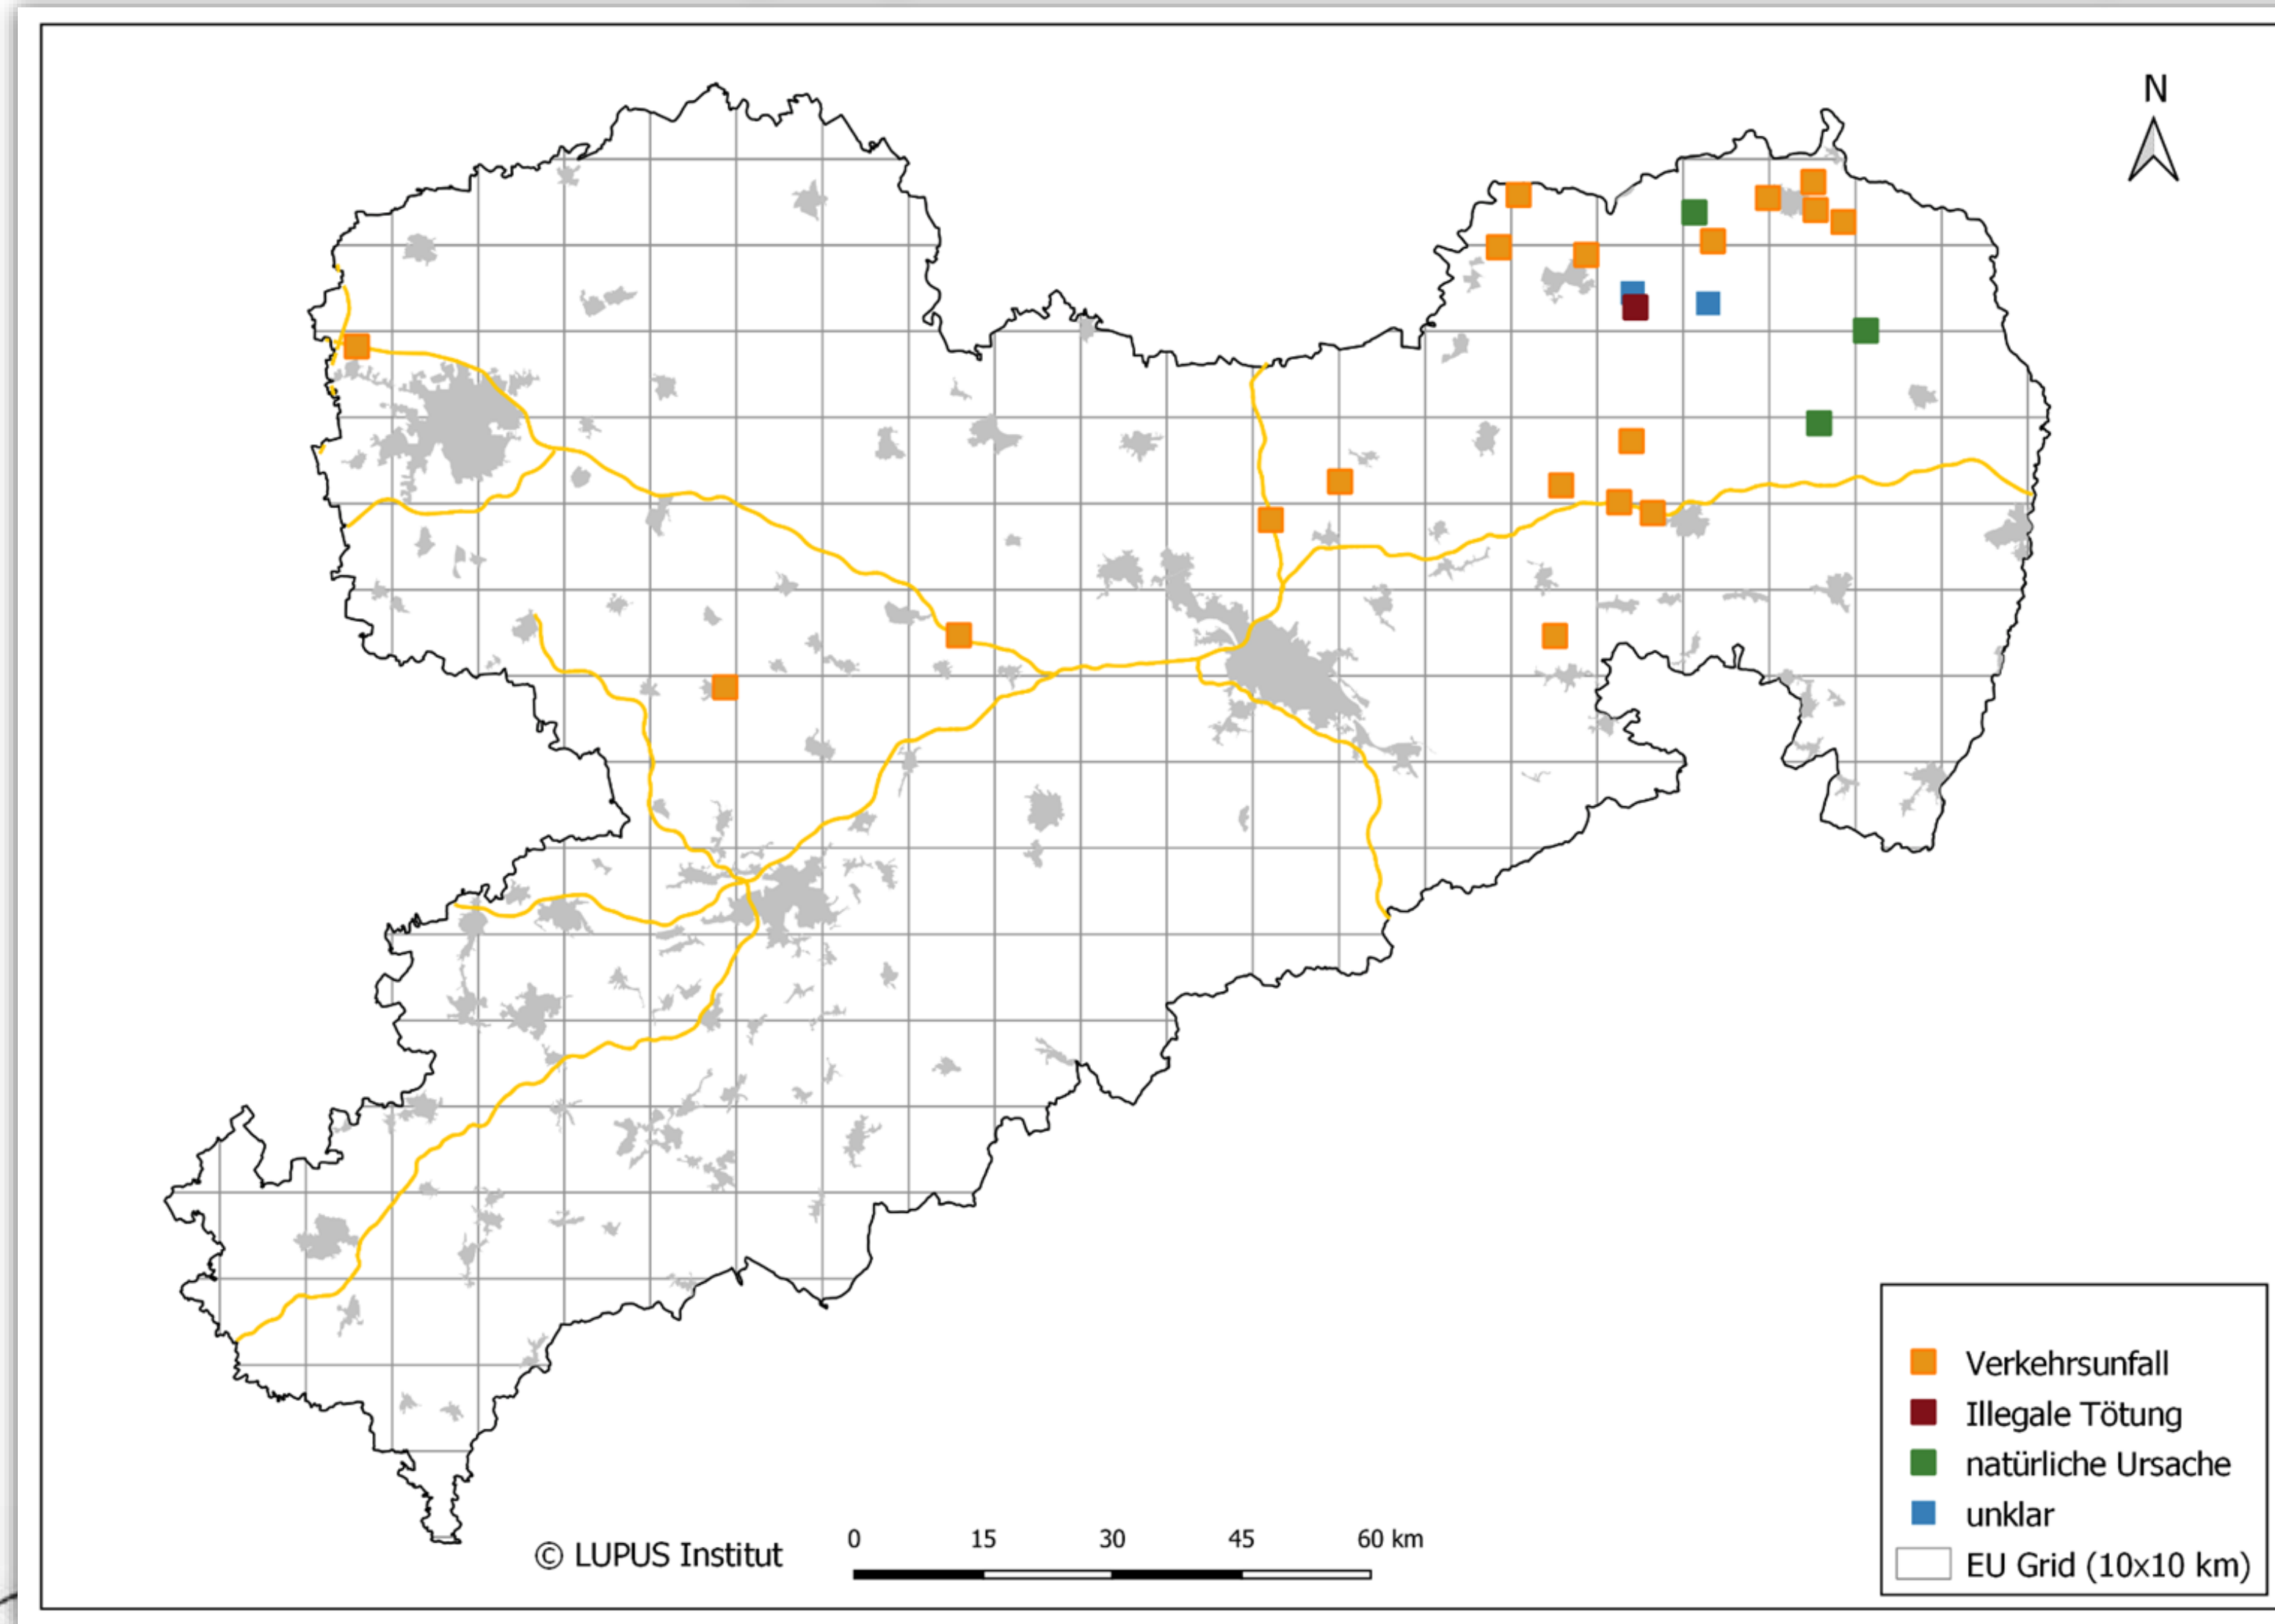 N
Verkehrsunfall
Illegale Tötung
natürliche Ursache
unklar
EU Grid (10x10 km)
0 15 30 45 60 km
© LUPUS Institut